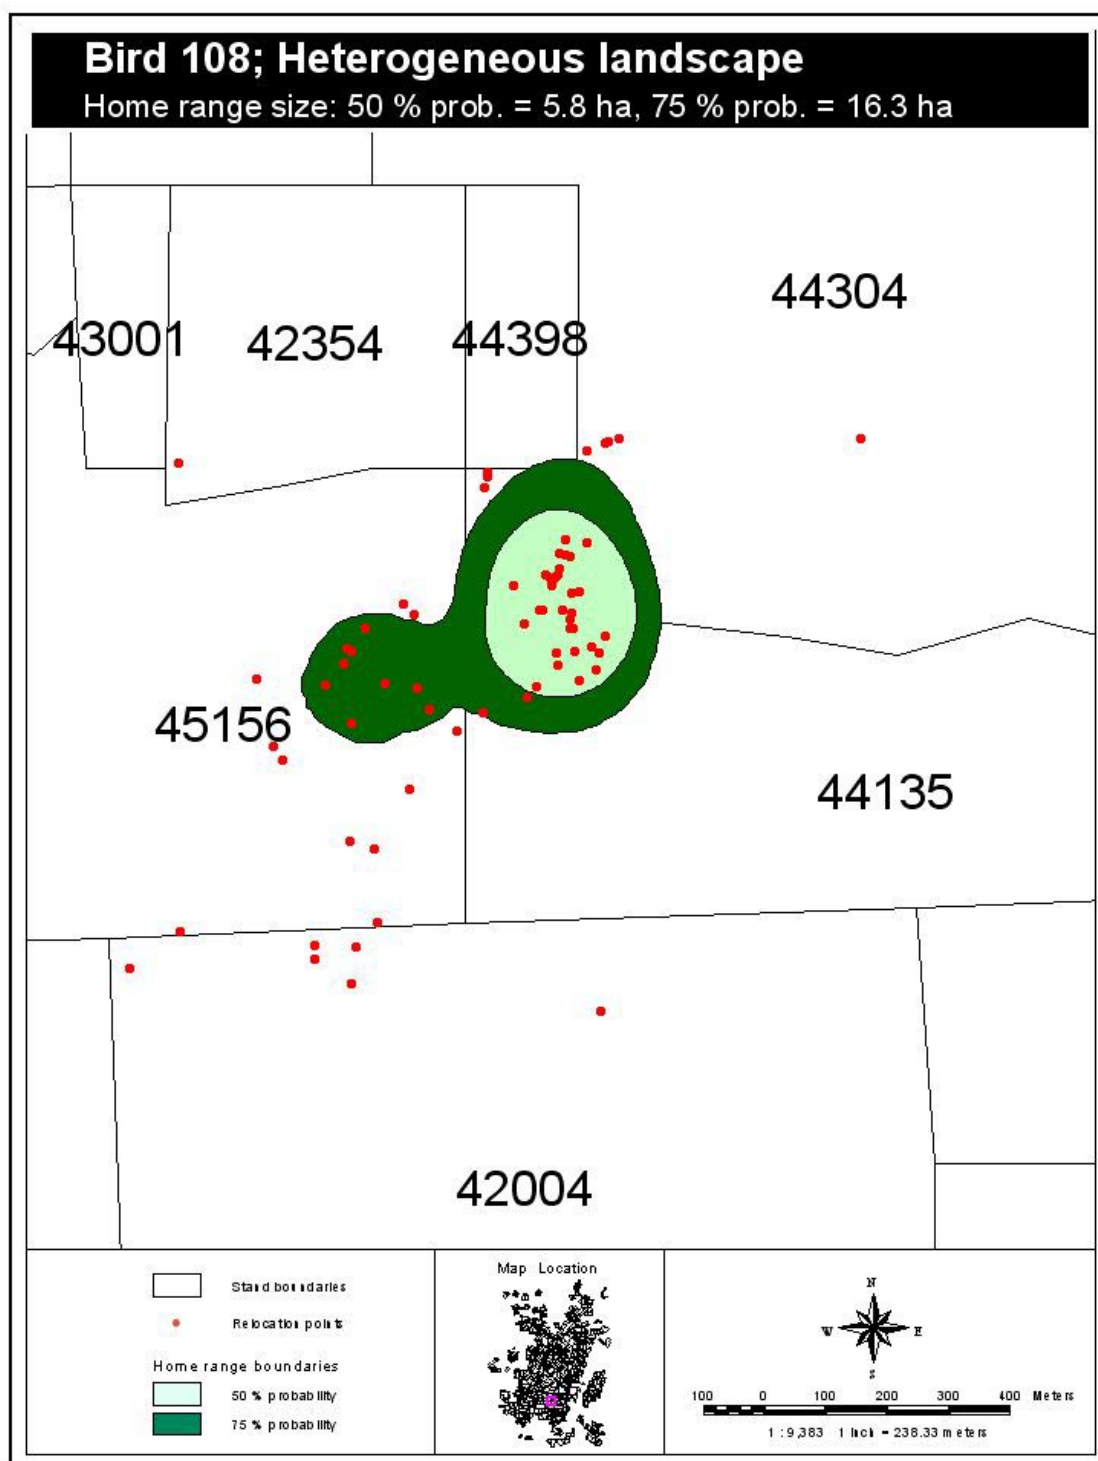 Bird 108; Heterogeneous landscape
Home range size: 50 % prob. = 5.8 ha, 75 % prob. = 16.3 ha
44304
43001
42354
44398
45156
44135
42004
Stand boundaries
Relocation points
Home range boundaries
50 % probability
75 % probability
Map Location
N
W
E
S
100 0 100 200 300 400 Meters
1 : 9,383 1 Inch = 238.33 meters